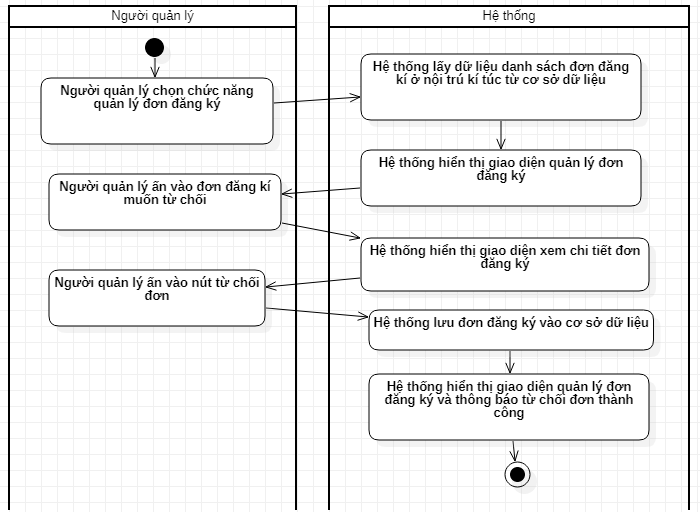 Người quản lý
Hệ thống
Người quản lý chọn chức năng
quản lý đơn đăng ký
Hệ thống lấy dữ liệu danh sách đơn đăng
kí ở nội trú kí túc từ cơ sở dữ liệu
Hệ thống hiển thị giao diện quản lý đơn
đăng ký
Người quản lý ấn vào đơn đăng kí
muốn từ chối
Hệ thống hiển thị giao diện xem chi tiết đơn
đăng ký
Người quản lý ấn vào nút từ chối
đơn
Hệ thống lưu đơn đăng ký vào cơ sở dữ liệu
Hệ thống hiển thị giao diện quản lý đơn
đăng ký và thông báo từ chối đơn thành
công